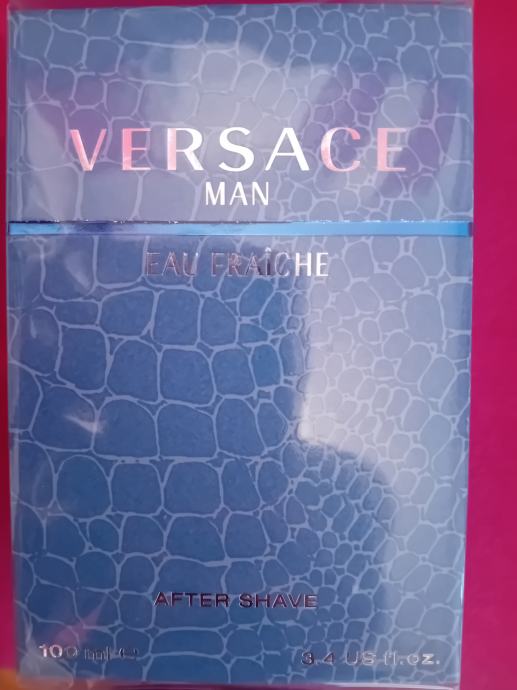 VERSACE
MAN
EAU FRAÎCHE
AFTER SHAVE
100 ml ℮ 3.4 US fl.oz.